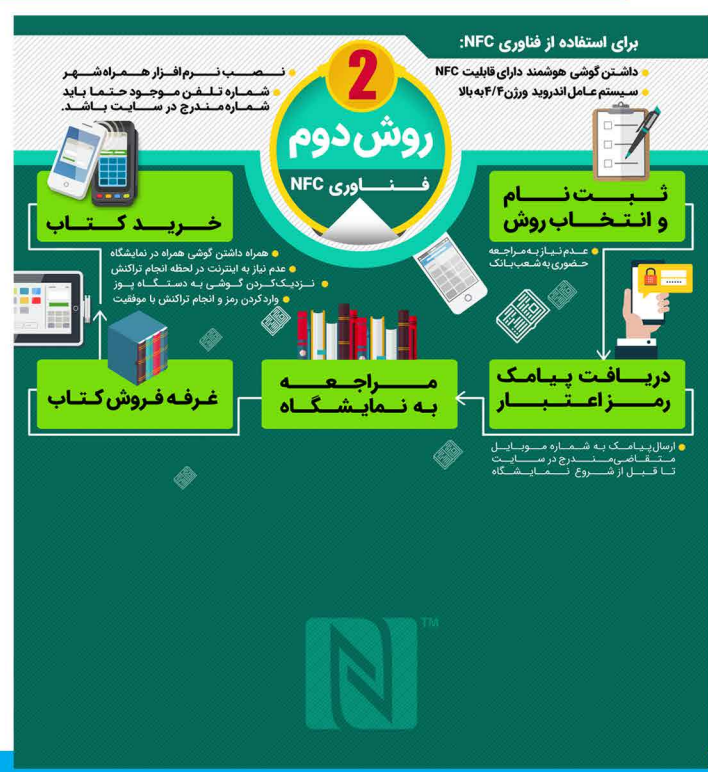 برای استفاده از فناوری NFC:
داشتن گوشی هوشمند دارای قابلیت NFC
سیستم عامل اندروید ورژن ۴/۴ به بالا
نصب نرم افزار همراه شهر
شماره تلفن موجود حتما باید
شماره مندرج در سایت باشد.
2
روش دوم
فناوری NFC
ثبت نام
و انتخاب روش
عدم نیاز به مراجعه
حضوری به شعب بانک
دریافت پیامک
رمز اعتبار
ارسال پیامک به شماره موبایل
متقاضی مندرج در سایت
تا قبل از شروع نمایشگاه
مراجعه
به نمایشگاه
غرفه فروش کتاب
خرید کتاب
همراه داشتن گوشی همراه در نمایشگاه
عدم نیاز به اینترنت در لحظه انجام تراکنش
نزدیک کردن گوشی به دستگاه پوز
وارد کردن رمز و انجام تراکنش با موفقیت
TM